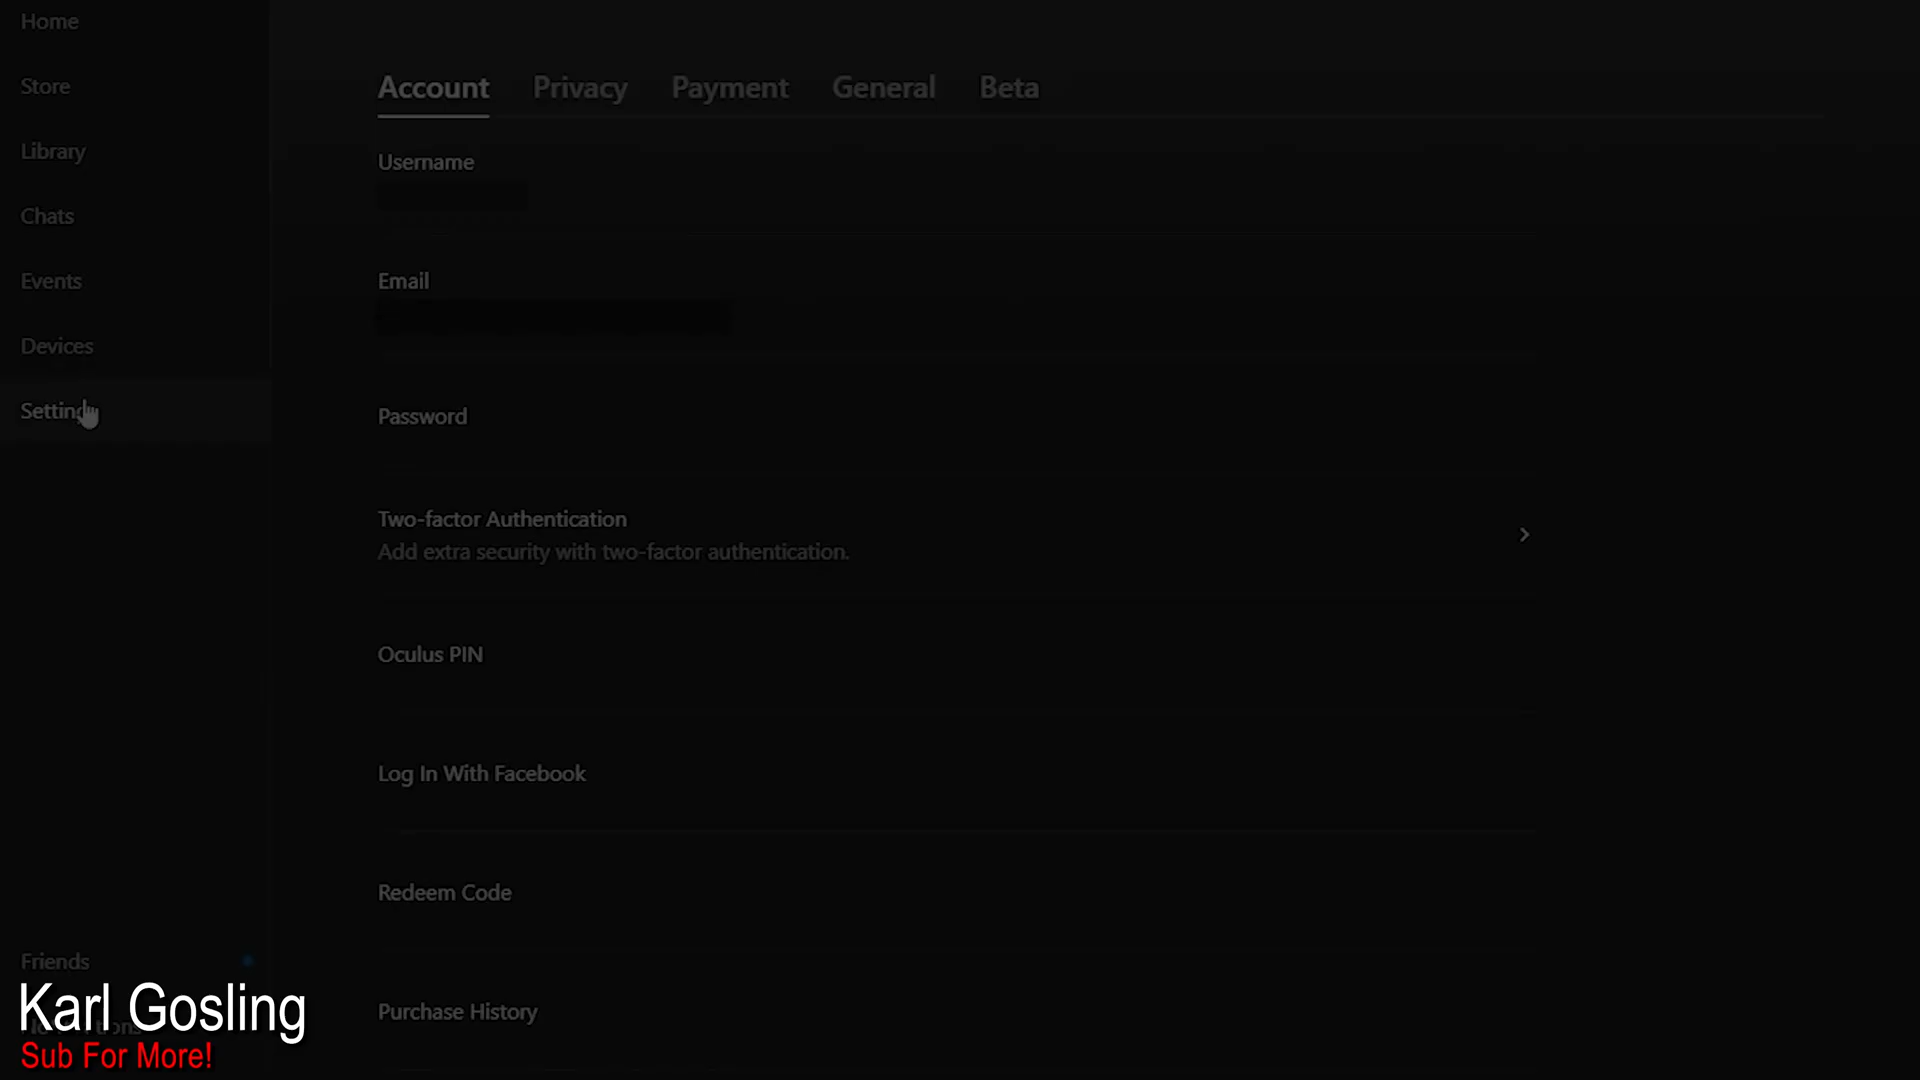 Home
Store
Library
Chats
Events
Devices
Settings
Account Privacy Payment General Beta
Username
Email
Password
Two-factor Authentication
Add extra security with two-factor authentication.
Oculus PIN
Log In With Facebook
Redeem Code
Purchase History
Friends
Karl Gosling
Sub For More!